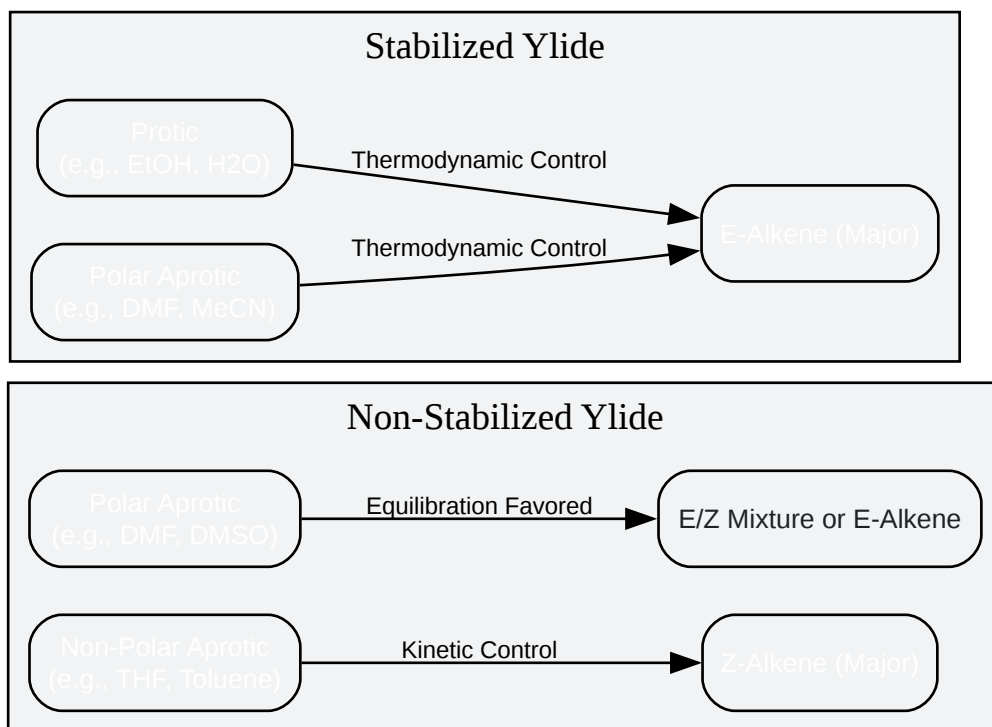 Stabilized Ylide
Protic
(e.g., EtOH, H2O)
Thermodynamic Control
E-Alkene (Major)
Thermodynamic Control
Polar Aprotic
(e.g., DMF, MeCN)
Non-Stabilized Ylide
Polar Aprotic
(e.g., DMF, DMSO)
Equilibration Favored
E/Z Mixture or E-Alkene
Non-Polar Aprotic
(e.g., THF, Toluene)
Kinetic Control
Z-Alkene (Major)